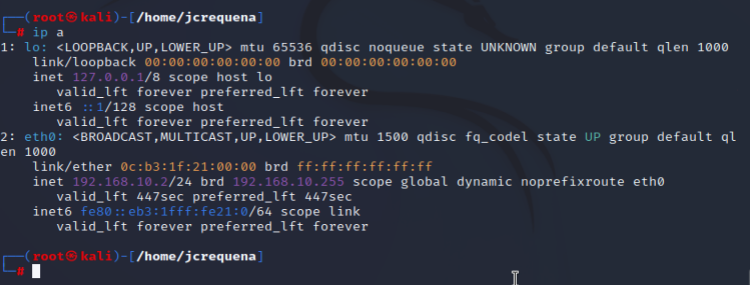 ┌──(root㉿kali)-[/home/jcrequena]
└─# ip a
1: lo: <LOOPBACK,UP,LOWER_UP> mtu 65536 qdisc noqueue state UNKNOWN group default qlen 1000
    link/loopback 00:00:00:00:00:00 brd 00:00:00:00:00:00
    inet 127.0.0.1/8 scope host lo
       valid_lft forever preferred_lft forever
    inet6 ::1/128 scope host
       valid_lft forever preferred_lft forever
2: eth0: <BROADCAST,MULTICAST,UP,LOWER_UP> mtu 1500 qdisc fq_codel state UP group default ql
en 1000
    link/ether 0c:b3:1f:21:00:00 brd ff:ff:ff:ff:ff:ff
    inet 192.168.10.2/24 brd 192.168.10.255 scope global dynamic noprefixroute eth0
       valid_lft 447sec preferred_lft 447sec
    inet6 fe80::eb3:1fff:fe21:0/64 scope link
       valid_lft forever preferred_lft forever
┌──(root㉿kali)-[/home/jcrequena]
└─#